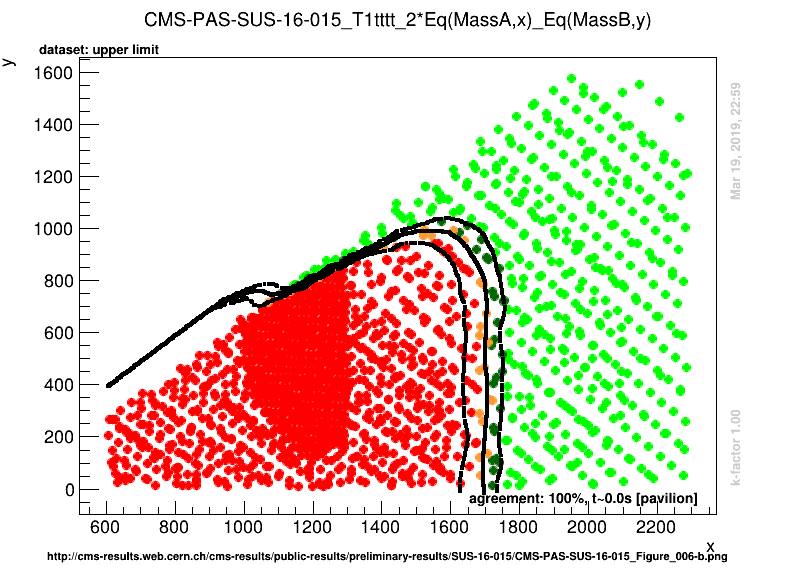 CMS-PAS-SUS-16-015_T1tttt_2*Eq(MassA,x)_Eq(MassB,y)
dataset: upper limit
y
1600
1400
1200
1000
800
600
400
200
0
600
800
1000
1200
1400
1600
1800
2000
2200
x
Mar 19, 2019, 22:59
k-factor 1.00
agreement: 100%, t~0.0s [pavilion]
http://cms-results.web.cern.ch/cms-results/public-results/preliminary-results/SUS-16-015/CMS-PAS-SUS-16-015_Figure_006-b.png